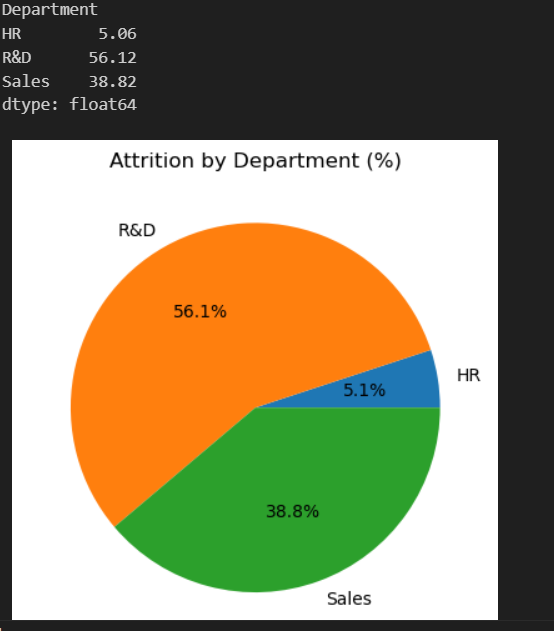 Department
HR 5.06
R&D 56.12
Sales 38.82
dtype: float64
Attrition by Department (%)
R&D
56.1%
HR
5.1%
38.8%
Sales